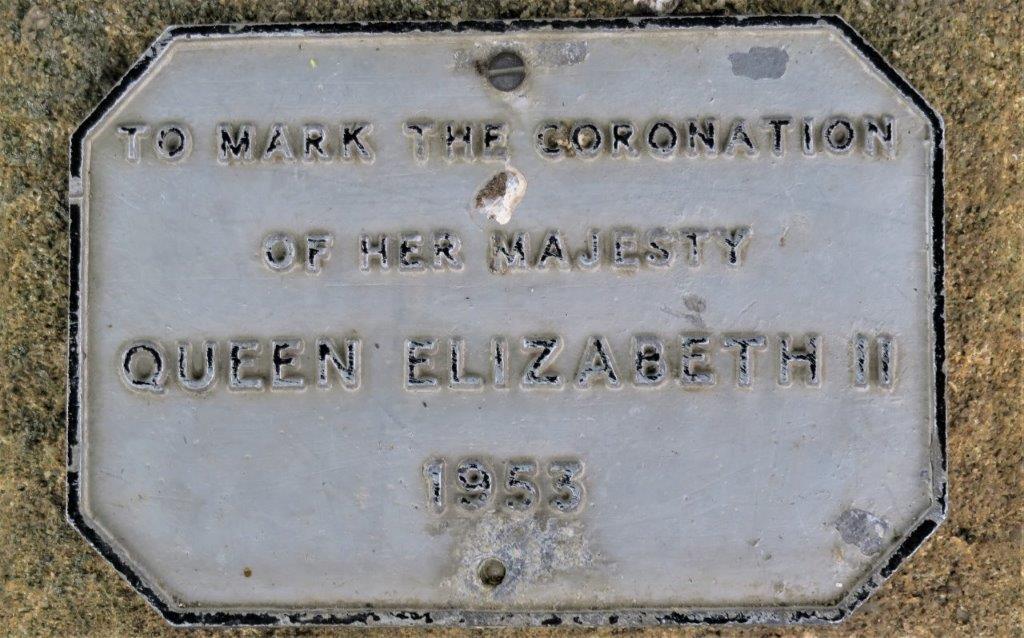 TO MARK THE CORONATION
OF HER MAJESTY
QUEEN ELIZABETH II
1953